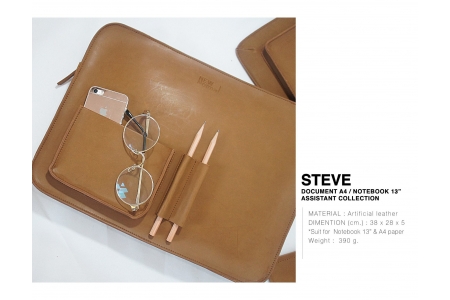 STEVE
DOCUMENT A4 / NOTEBOOK 13"
ASSISTANT COLLECTION
MATERIAL : Artificial leather
DIMENTION (cm.) : 38 x 26 x 5
*Suit for Notebook 13" & A4 paper
Weight : 390 g.